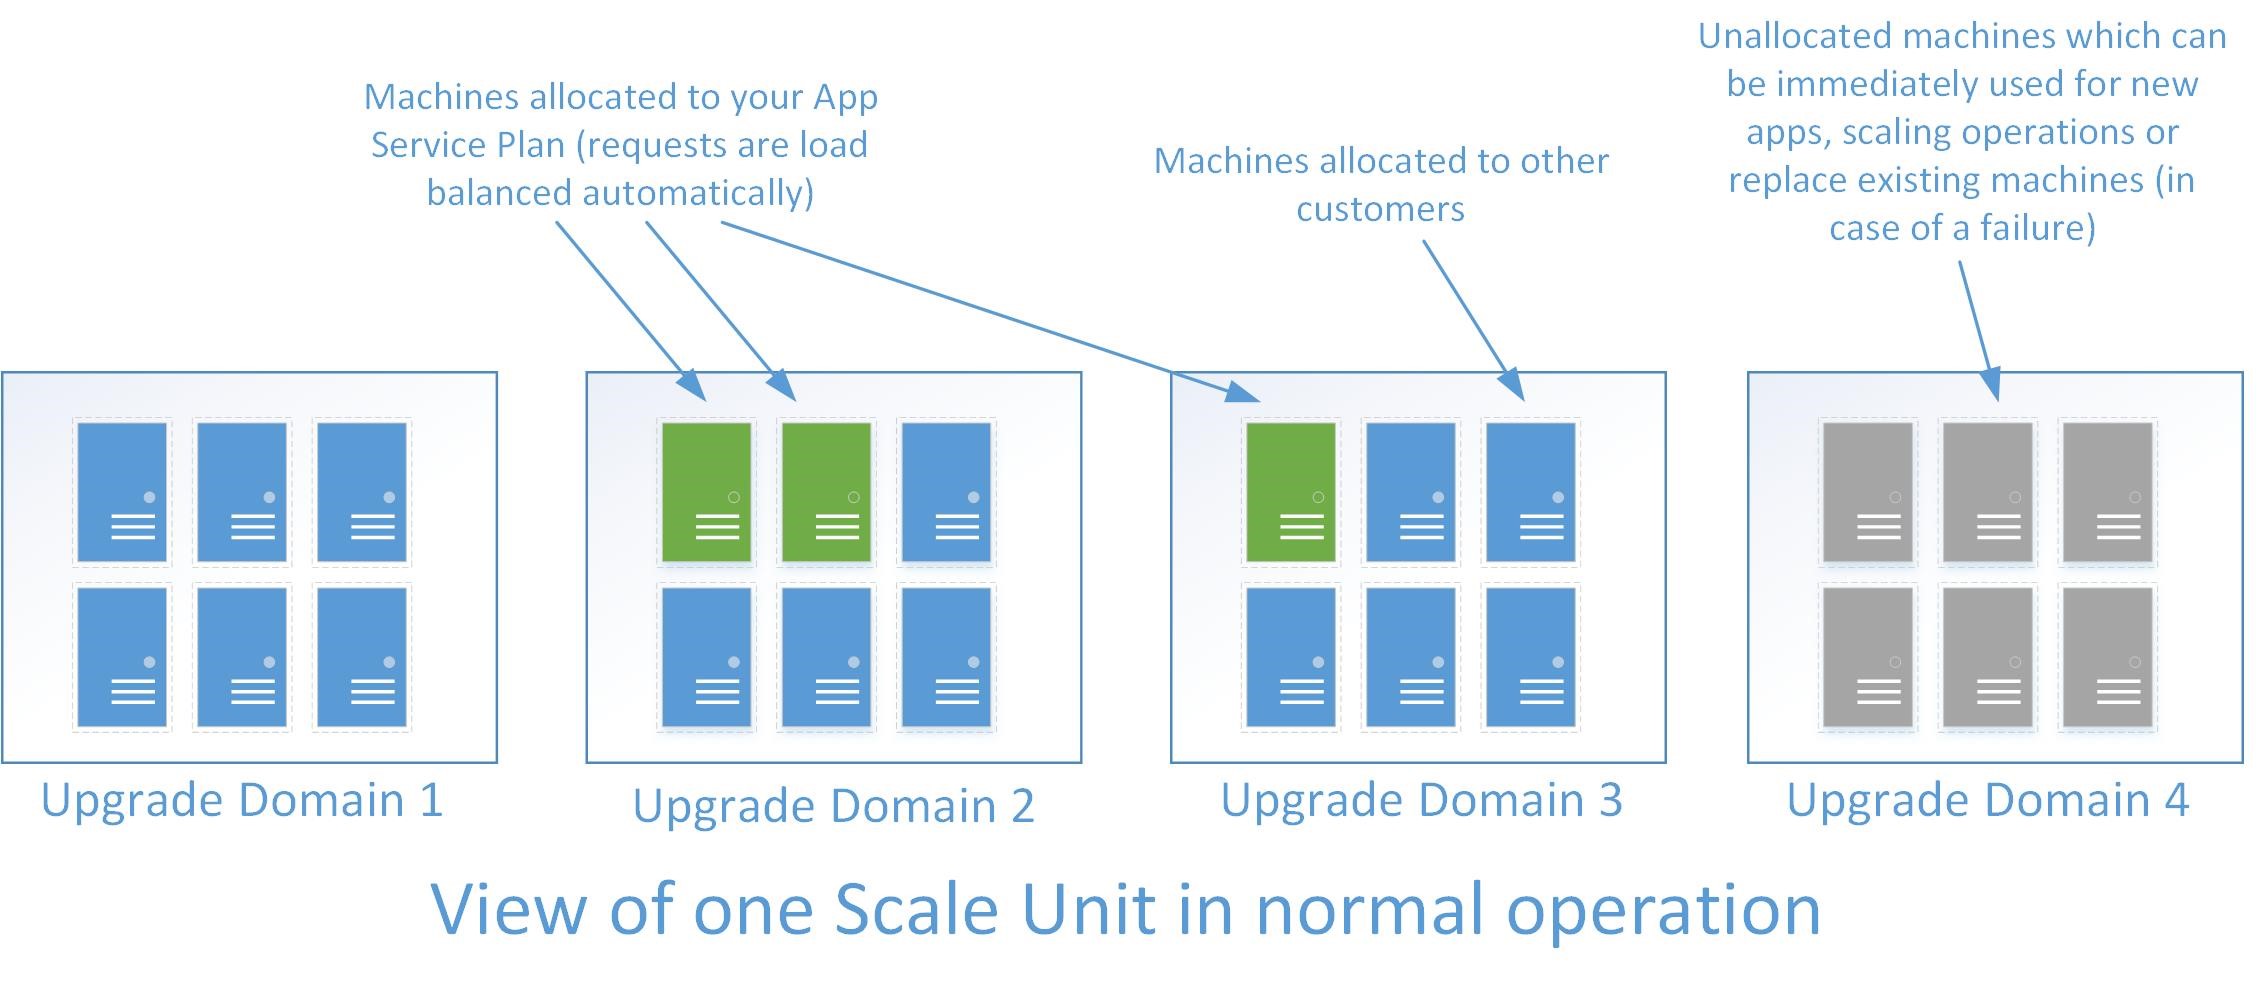 Machines allocated to your App
Service Plan (requests are load
balanced automatically)
Machines allocated to other
customers
Unallocated machines which can
be immediately used for new
apps, scaling operations or
replace existing machines (in
case of a failure)
Upgrade Domain 1
Upgrade Domain 2
Upgrade Domain 3
Upgrade Domain 4
View of one Scale Unit in normal operation